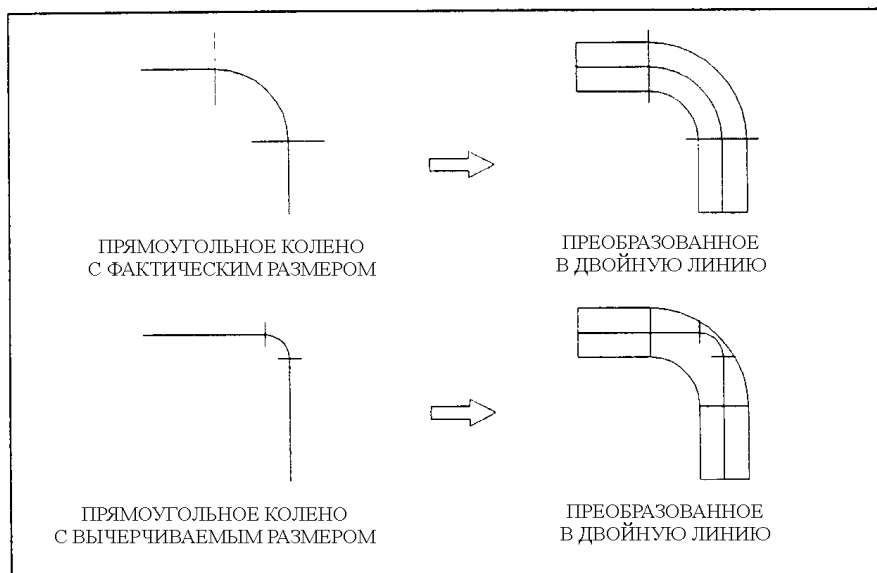 ПРЯМОУГОЛЬНОЕ КОЛЕНО
С ФАКТИЧЕСКИМ РАЗМЕРОМ
ПРЕОБРАЗОВАННОЕ
В ДВОЙНУЮ ЛИНИЮ
ПРЯМОУГОЛЬНОЕ КОЛЕНО
С ВЫЧЕРЧИВАЕМЫМ РАЗМЕРОМ
ПРЕОБРАЗОВАННОЕ
В ДВОЙНУЮ ЛИНИЮ